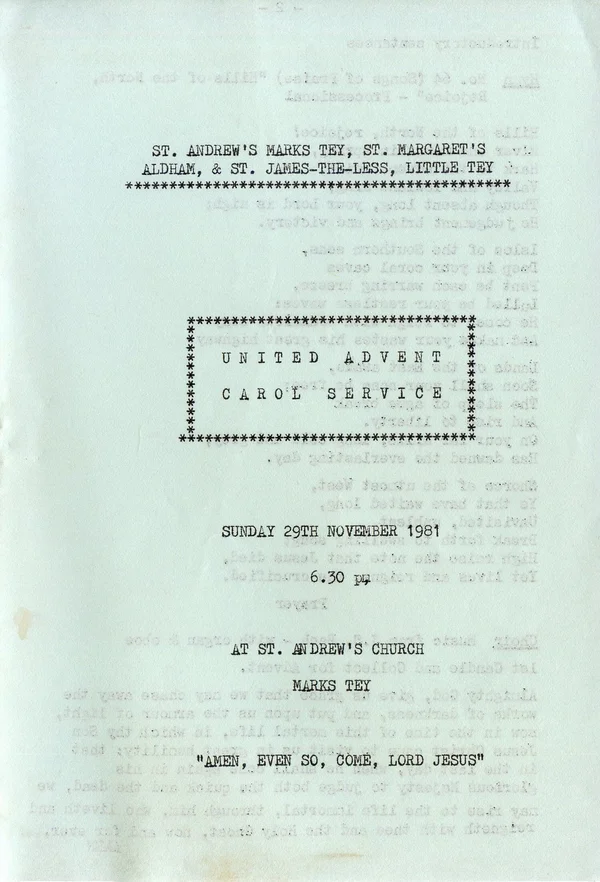 ST. ANDREW'S MARKS TEY, ST. MARGARET'S
ALDHAM, & ST. JAMES-THE-LESS, LITTLE TEY
*********************************************
UNITED ADVENT
CAROL SERVICE
SUNDAY 29TH NOVEMBER 1981
6.30 pm
AT ST. ANDREW'S CHURCH
MARKS TEY
"AMEN, EVEN SO, COME, LORD JESUS"